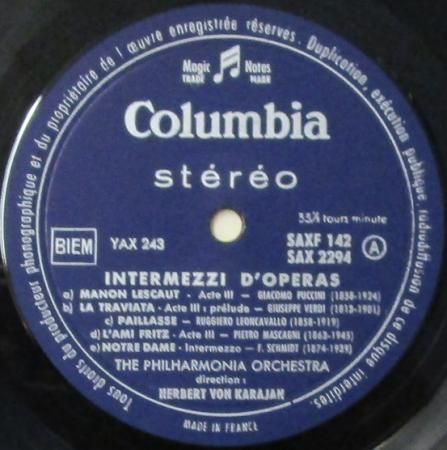 Tous droits du producteur phonographique et du propriétaire de l'œuvre enregistrée réserves. Duplication, exécution publique, radiodiffusion de ce disque interdites.
Magic Notes
TRADE MARK
Columbia
stéréo
33⅓ tours minute
BIEM YAX 243 SAXF 142 A
SAX 2294
INTERMEZZI D'OPERAS
a) MANON LESCAUT - Acte III - GIACOMO PUCCINI (1858-1924)
b) LA TRAVIATA - Acte III : prélude - GIUSEPPE VERDI (1813-1901)
c) PAILLASSE - RUGGIERO LEONCAVALLO (1858-1919)
d) L'AMI FRITZ - Acte III - PIETRO MASCAGNI (1863-1945)
e) NOTRE DAME - Intermezzo - F. SCHMIDT (1874-1939)
THE PHILHARMONIA ORCHESTRA
direction :
HERBERT VON KARAJAN
MADE IN FRANCE